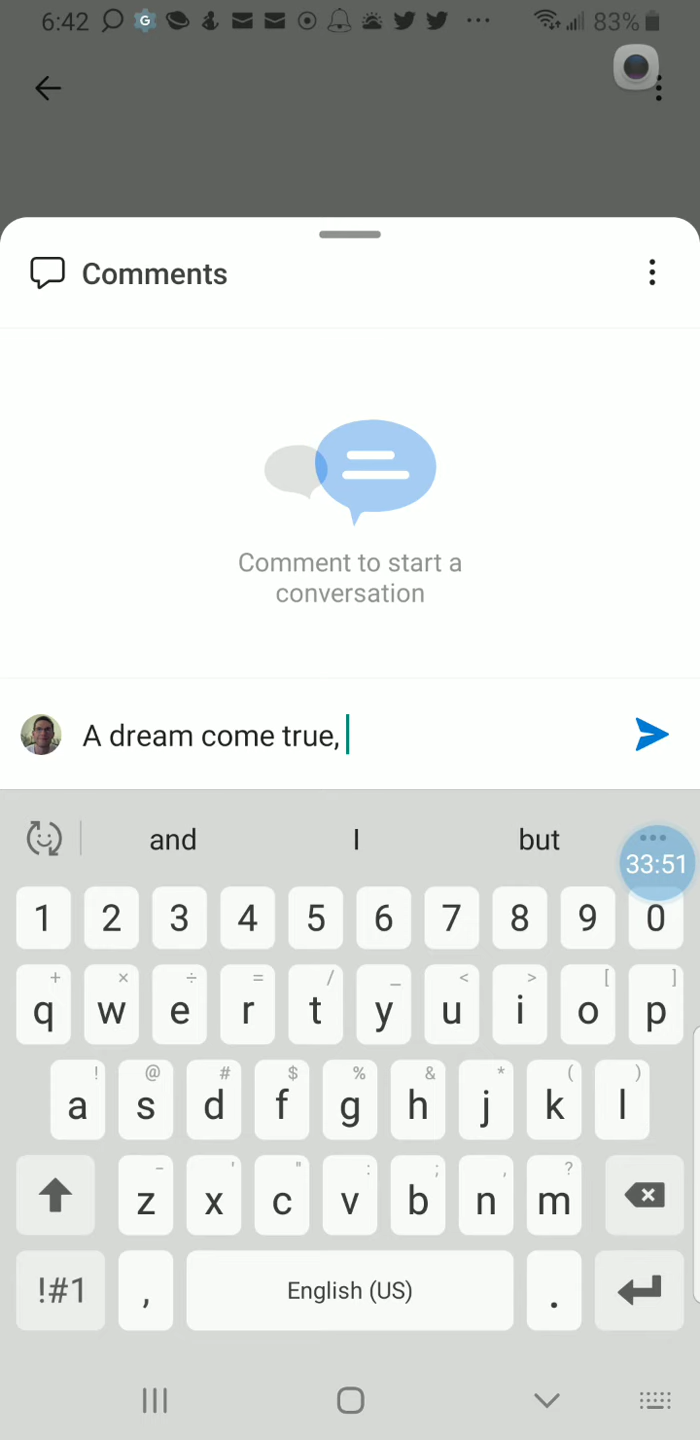 6:42 G 83%
Comments
Comment to start a
conversation
A dream come true,
and I but
33:51
1 2 3 4 5 6 7 8 9 0
+ × ÷ = / _ < > [ ]
q w e r t y u i o p
! @ # $ % & * ( )
a s d f g h j k l
- ' " : ; , ?
z x c v b n m
!#1 , English (US) .